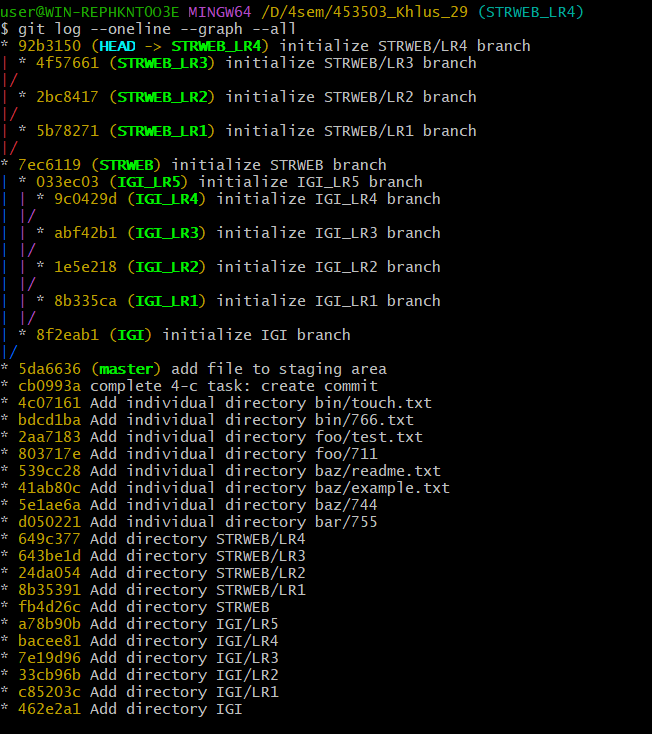 user@WIN-REPHKNTOO3E MINGW64 /D/4sem/453503_Khlus_29 (STRWEB_LR4)
$ git log --oneline --graph --all
* 92b3150 (HEAD -> STRWEB_LR4) initialize STRWEB/LR4 branch
| * 4f57661 (STRWEB_LR3) initialize STRWEB/LR3 branch
|/
| * 2bc8417 (STRWEB_LR2) initialize STRWEB/LR2 branch
|/
| * 5b78271 (STRWEB_LR1) initialize STRWEB/LR1 branch
|/
* 7ec6119 (STRWEB) initialize STRWEB branch
| * 033ec03 (IGI_LR5) initialize IGI_LR5 branch
| | * 9c0429d (IGI_LR4) initialize IGI_LR4 branch
| |/
| * abf42b1 (IGI_LR3) initialize IGI_LR3 branch
| |/
| * 1e5e218 (IGI_LR2) initialize IGI_LR2 branch
| |/
| | * 8b335ca (IGI_LR1) initialize IGI_LR1 branch
| |/
| * 8f2eab1 (IGI) initialize IGI branch
|/
* 5da6636 (master) add file to staging area
* cb0993a complete 4-c task: create commit
* 4c07161 Add individual directory bin/touch.txt
* bdcd1ba Add individual directory bin/766.txt
* 2aa7183 Add individual directory foo/test.txt
* 803717e Add individual directory foo/711
* 539cc28 Add individual directory baz/readme.txt
* 41ab80c Add individual directory baz/example.txt
* 5e1ae6a Add individual directory baz/744
* d050221 Add individual directory bar/755
* 649c377 Add directory STRWEB/LR4
* 643be1d Add directory STRWEB/LR3
* 24da054 Add directory STRWEB/LR2
* 8b35391 Add directory STRWEB/LR1
* fb4d26c Add directory STRWEB
* a78b90b Add directory IGI/LR5
* bacee81 Add directory IGI/LR4
* 7e19d96 Add directory IGI/LR3
* 33cb96b Add directory IGI/LR2
* c85203c Add directory IGI/LR1
* 462e2a1 Add directory IGI